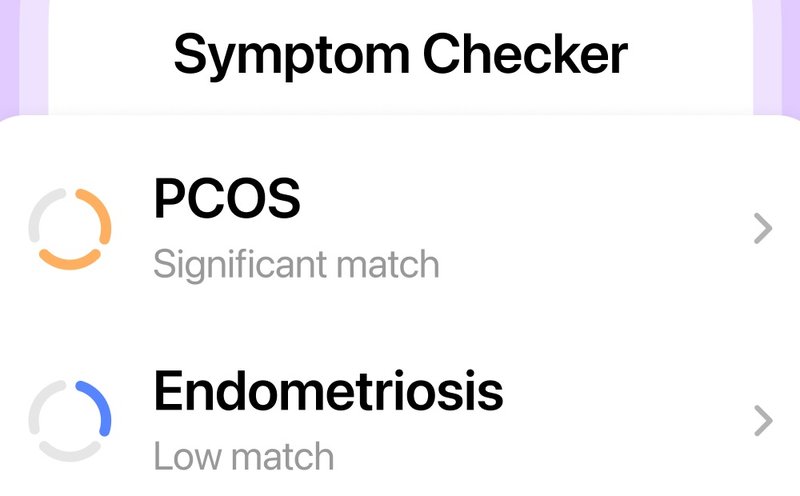 Symptom Checker
PCOS
Significant match
Endometriosis
Low match